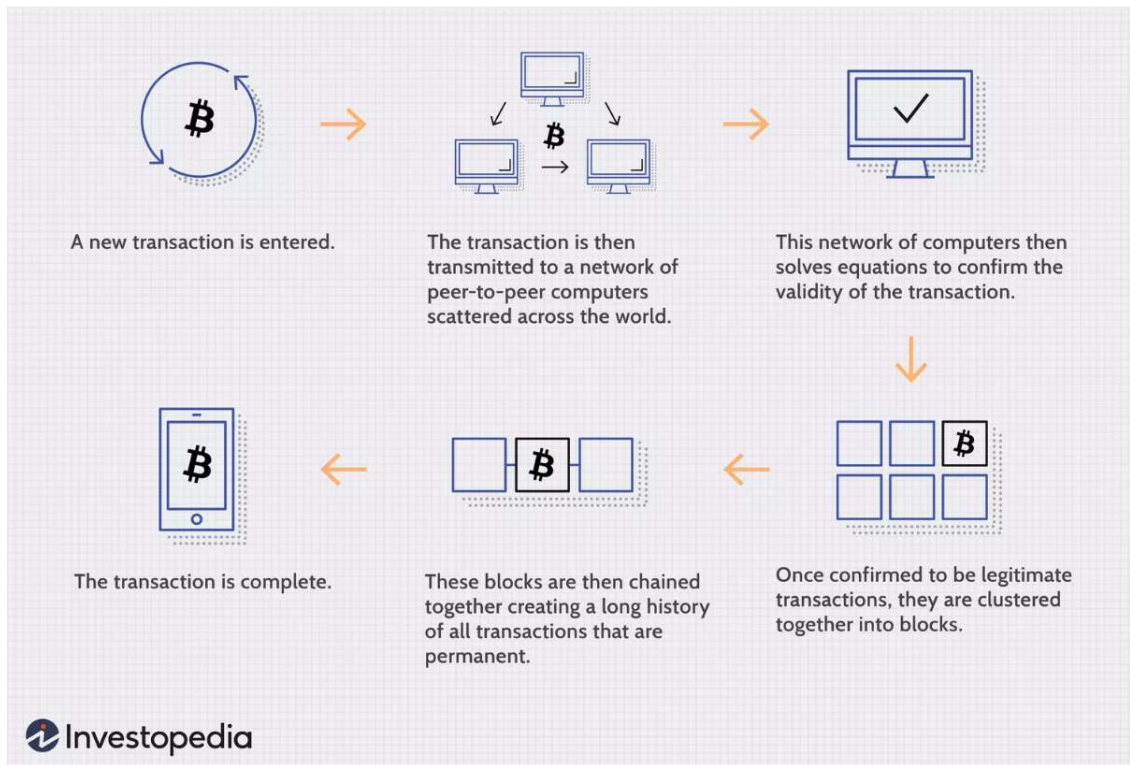 A new transaction is entered.
The transaction is then
transmitted to a network of
peer-to-peer computers
scattered across the world.
This network of computers then
solves equations to confirm the
validity of the transaction.
Once confirmed to be legitimate
transactions, they are clustered
together into blocks.
These blocks are then chained
together creating a long history
of all transactions that are
permanent.
The transaction is complete.
Investopedia